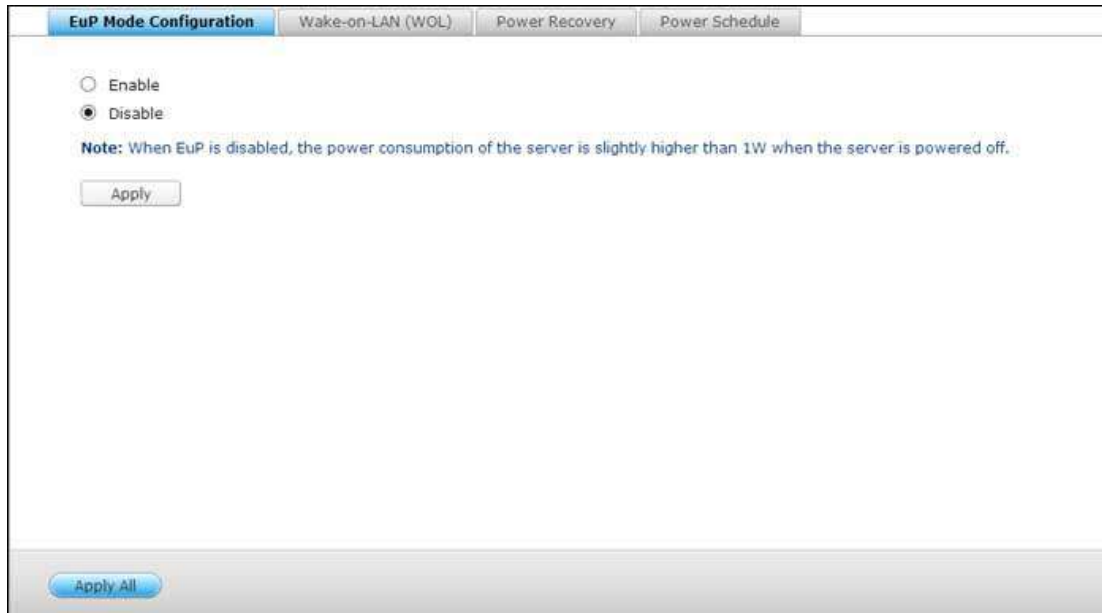 EuP Mode Configuration Wake-on-LAN (WOL) Power Recovery Power Schedule
Enable
Disable
Note: When EuP is disabled, the power consumption of the server is slightly higher than 1W when the server is powered off.
Apply
Apply All